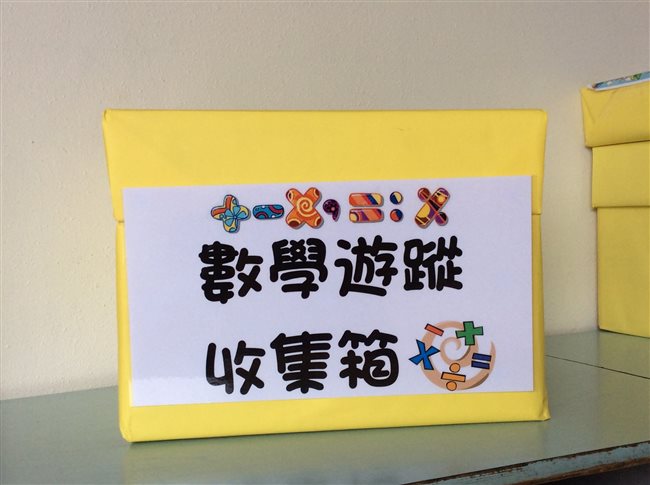 + - × , = : ×
數學遊蹤
收集箱
- + × ÷ =